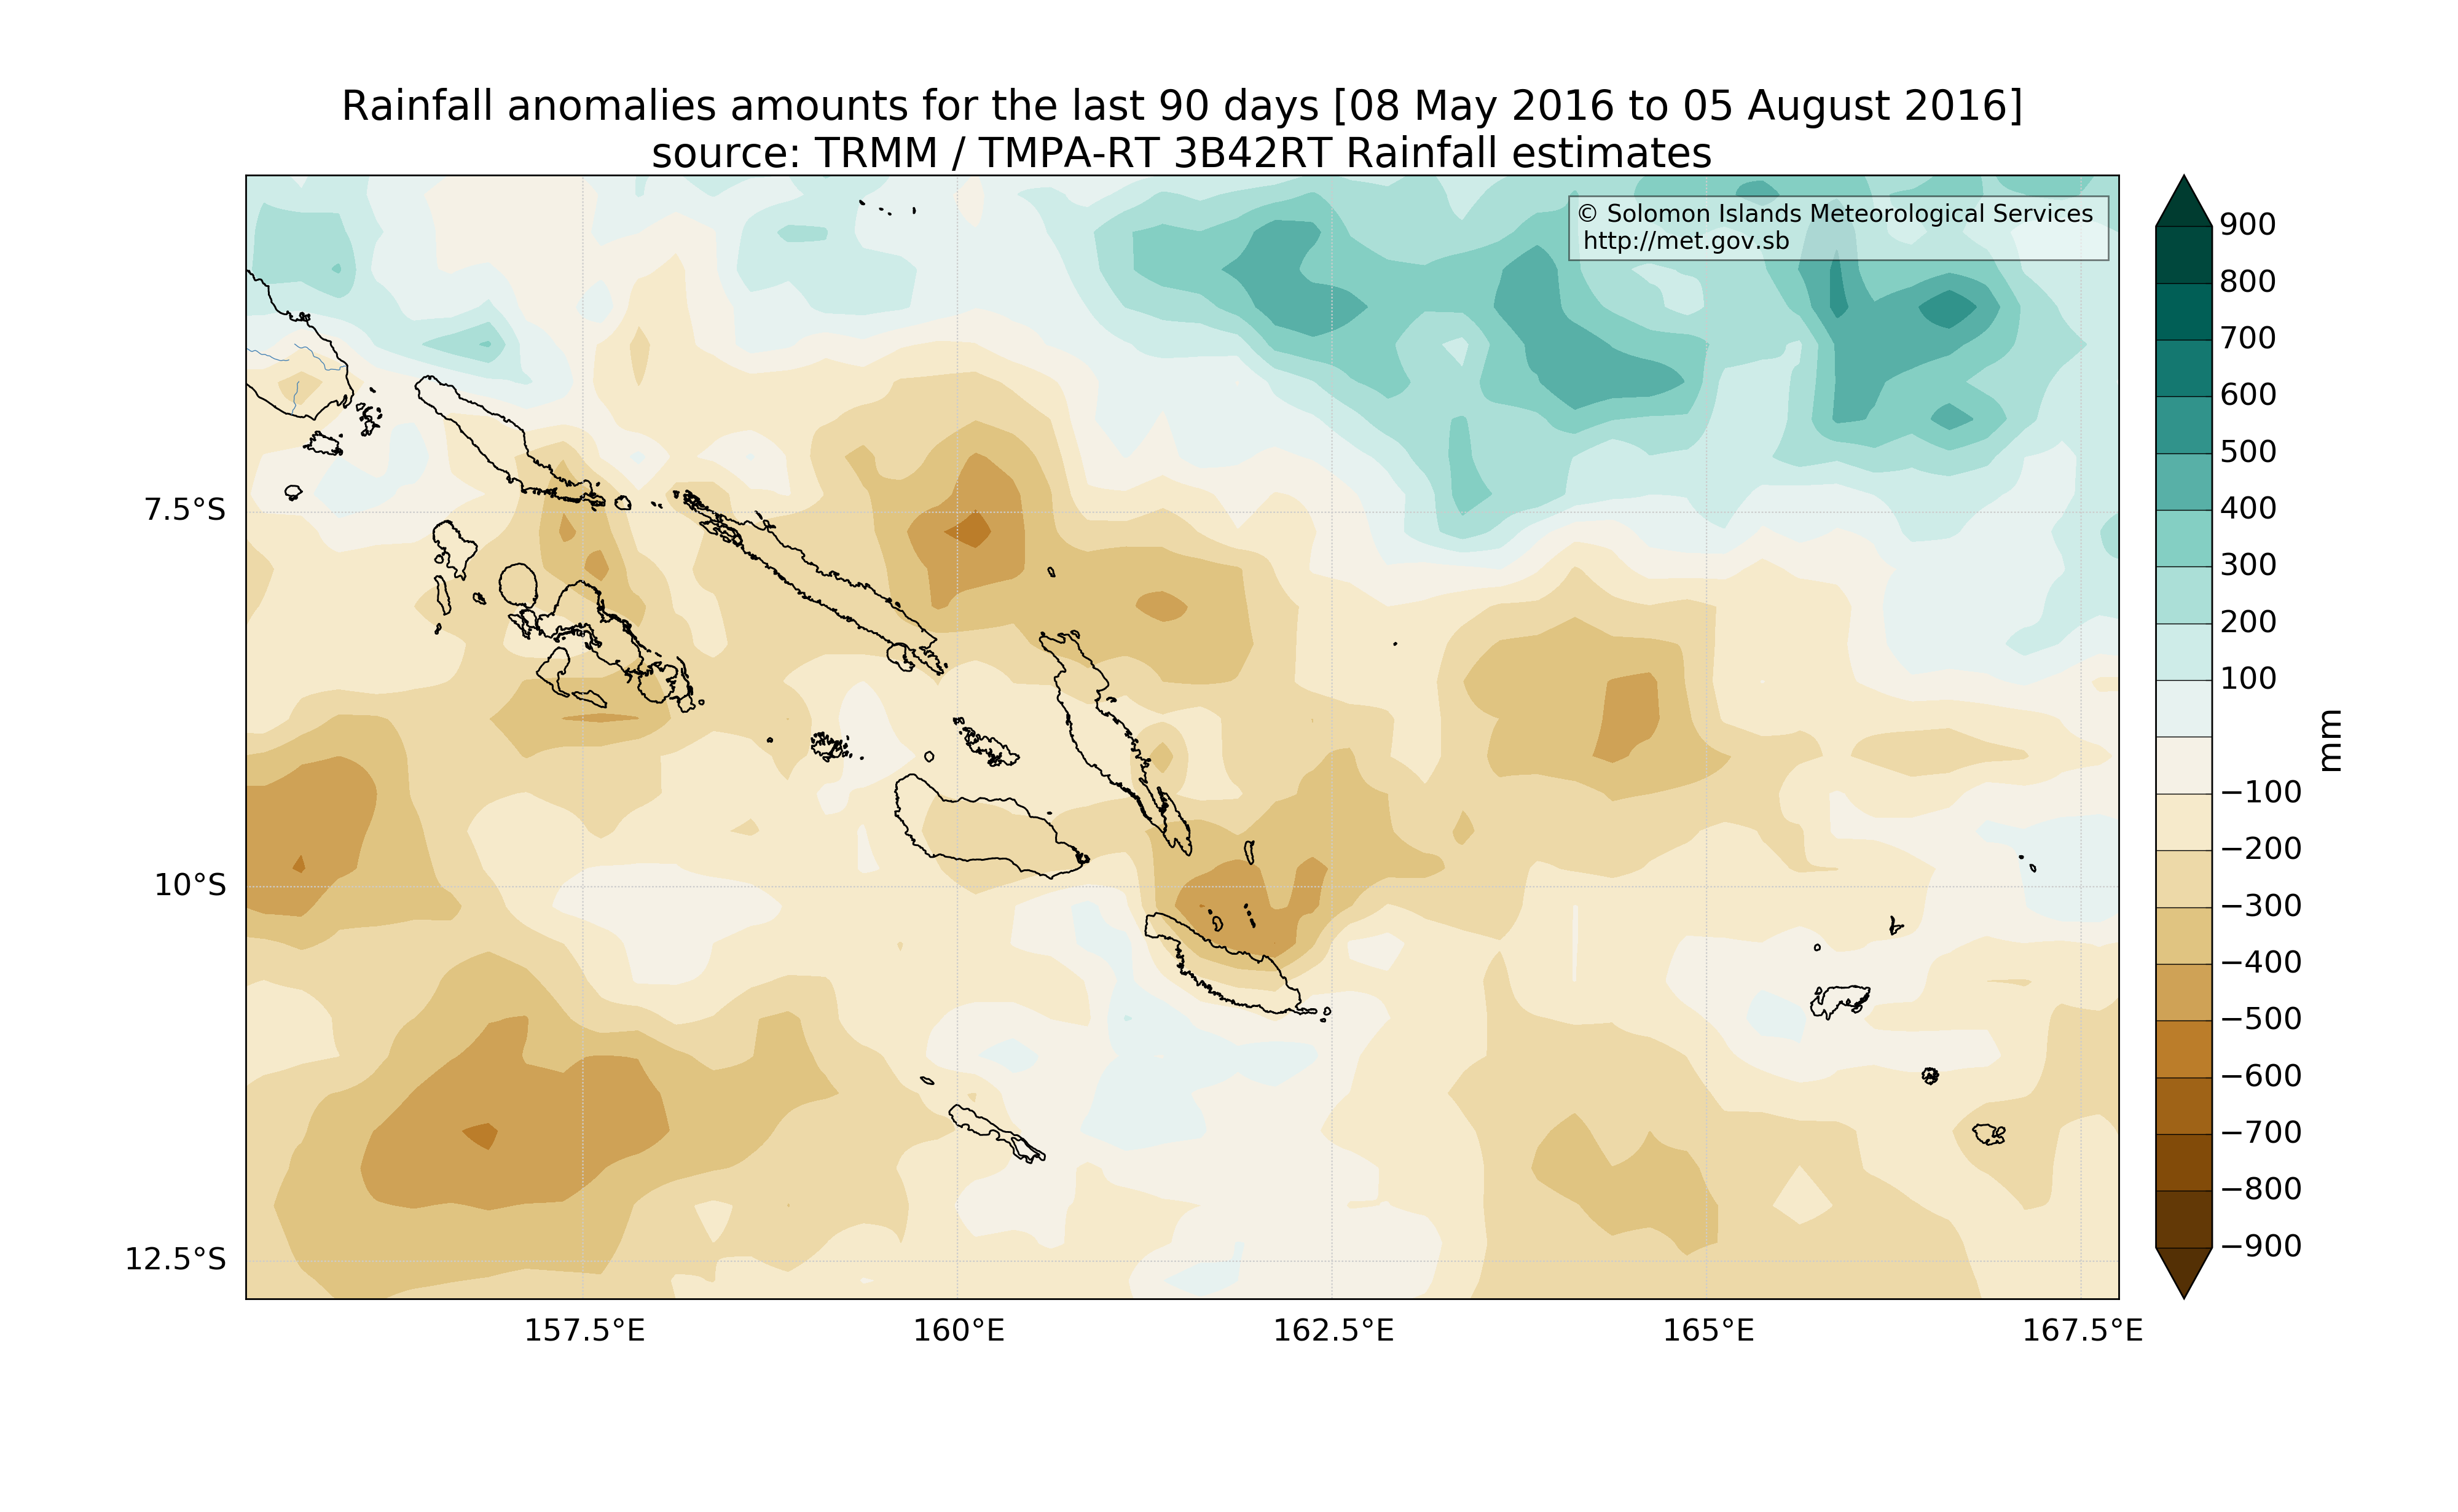 Rainfall anomalies amounts for the last 90 days [08 May 2016 to 05 August 2016]
source: TRMM / TMPA-RT 3B42RT Rainfall estimates
© Solomon Islands Meteorological Services
http://met.gov.sb
7.5°S
10°S
12.5°S
157.5°E
160°E
162.5°E
165°E
167.5°E
900
800
700
600
500
400
300
200
100
−100
−200
−300
−400
−500
−600
−700
−800
−900
mm